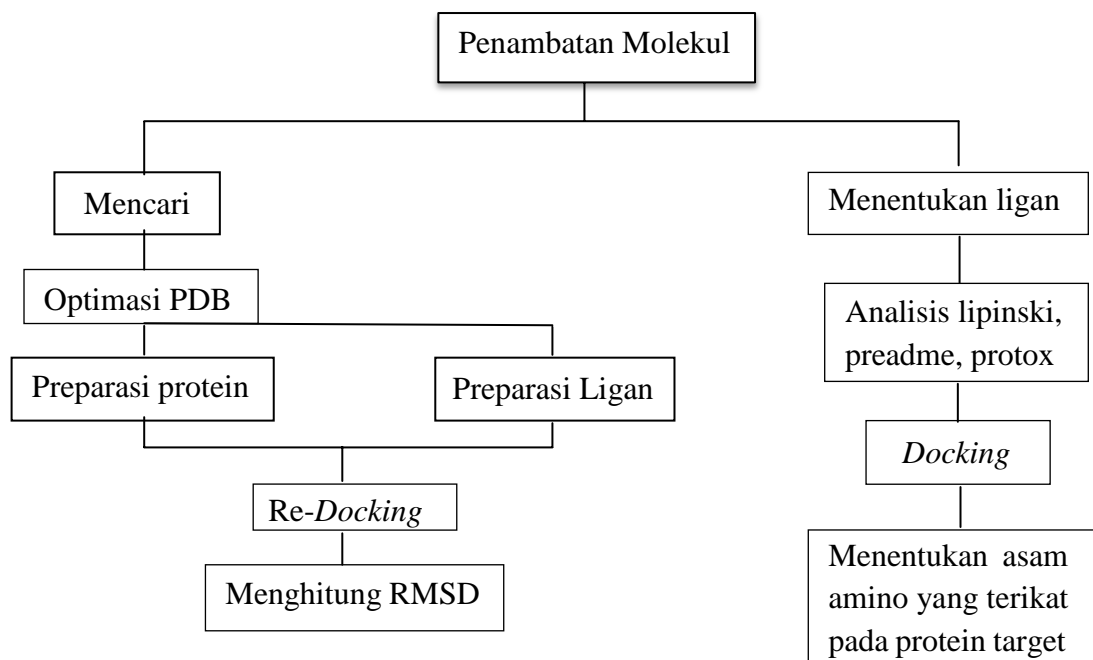 Penambatan Molekul
Mencari
Optimasi PDB
Preparasi protein
Preparasi Ligan
Re-Docking
Menghitung RMSD
Menentukan ligan
Analisis lipinski,
preadme, protox
Docking
Menentukan asam
amino yang terikat
pada protein target